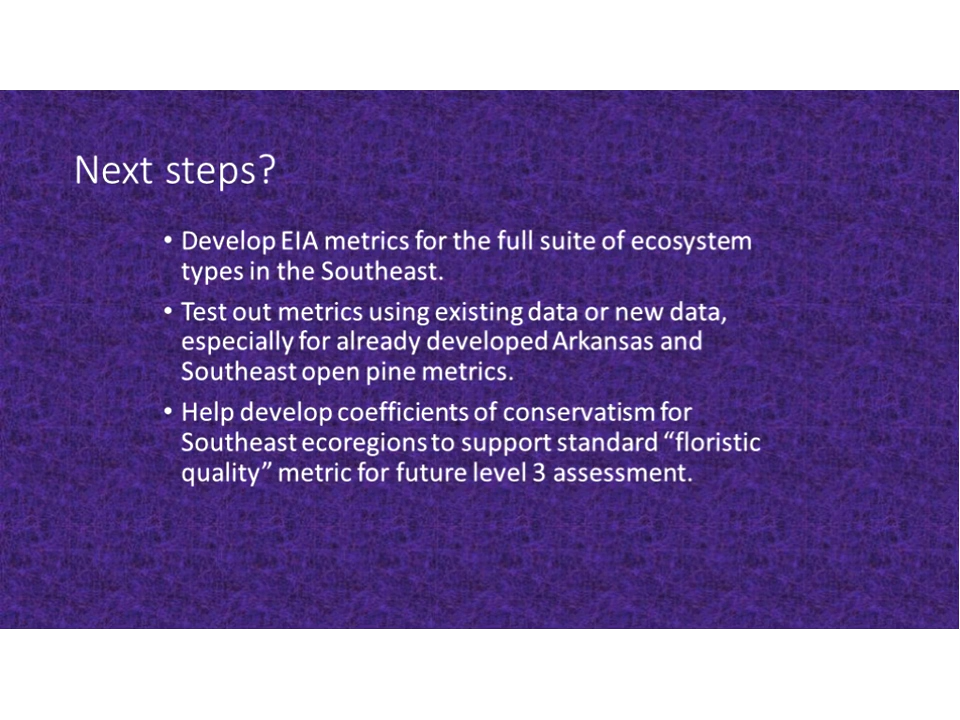 Next steps?
• Develop EIA metrics for the full suite of ecosystem
types in the Southeast.
• Test out metrics using existing data or new data,
especially for already developed Arkansas and
Southeast open pine metrics.
• Help develop coefficients of conservatism for
Southeast ecoregions to support standard “floristic
quality” metric for future level 3 assessment.